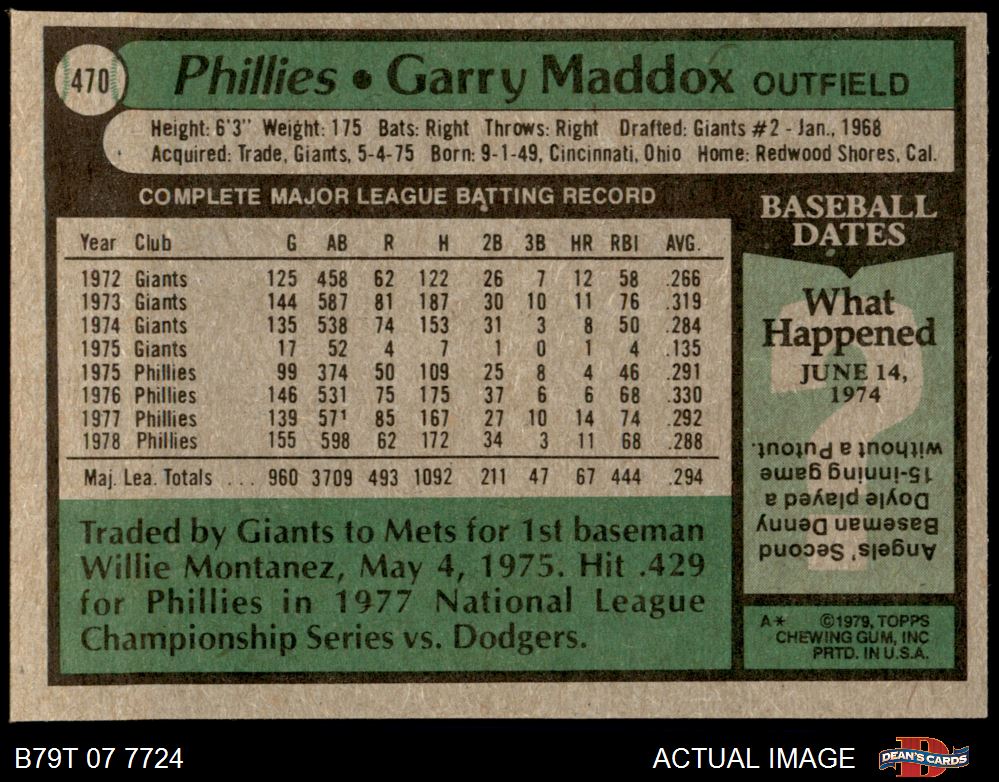 470 Phillies • Garry Maddox OUTFIELD
Height: 6'3" Weight: 175 Bats: Right Throws: Right Drafted: Giants #2 - Jan., 1968
Acquired: Trade, Giants, 5-4-75 Born: 9-1-49, Cincinnati, Ohio Home: Redwood Shores, Cal.
COMPLETE MAJOR LEAGUE BATTING RECORD
Year Club G AB R H 2B 3B HR RBI AVG.
1972 Giants 125 458 62 122 26 7 12 58 .266
1973 Giants 144 587 81 187 30 10 11 76 .319
1974 Giants 135 538 74 153 31 3 8 50 .284
1975 Giants 17 52 4 7 1 0 1 4 .135
1975 Phillies 99 374 50 109 25 8 4 46 .291
1976 Phillies 146 531 75 175 37 6 6 68 .330
1977 Phillies 139 571 85 167 27 10 14 74 .292
1978 Phillies 155 598 62 172 34 3 11 68 .288
Maj. Lea. Totals ... 960 3709 493 1092 211 47 67 444 .294
Traded by Giants to Mets for 1st baseman
Willie Montanez, May 4, 1975. Hit .429
for Phillies in 1977 National League
Championship Series vs. Dodgers.
BASEBALL
DATES
What
Happened
JUNE 14,
1974
Angels' Second
Baseman Denny
Doyle played a
15-inning game
without a Putout.
A* ©1979, TOPPS
CHEWING GUM, INC
PRTD. IN U.S.A.
B79T 07 7724
ACTUAL IMAGE
DEAN'S CARDS